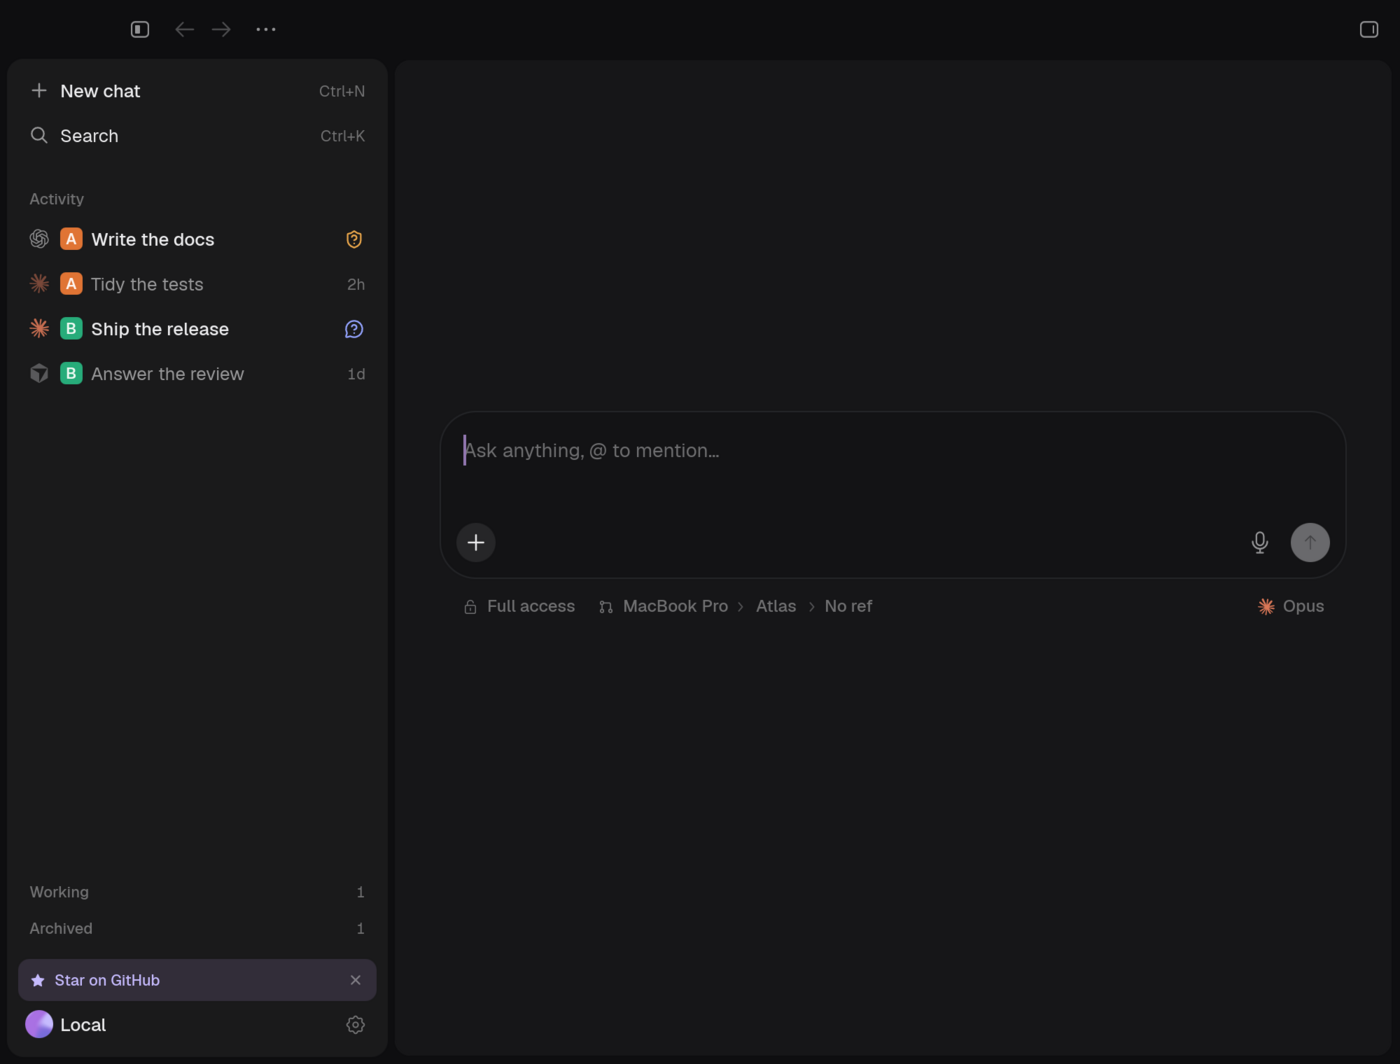 New chat Ctrl+N
Search Ctrl+K
Activity
A Write the docs
A Tidy the tests 2h
B Ship the release
B Answer the review 1d
Ask anything, @ to mention...
Full access MacBook Pro > Atlas > No ref Opus
Working 1
Archived 1
Star on GitHub
Local